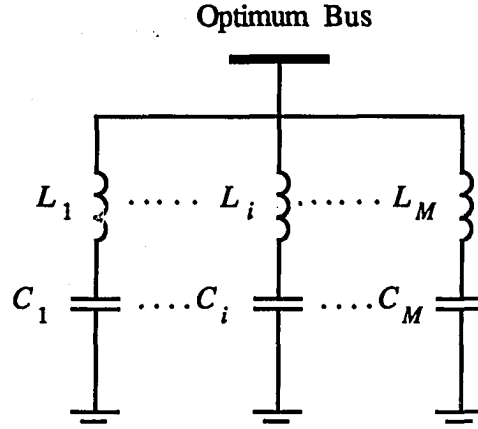 Optimum Bus
L1 ..... Li ...... LM
C1 ....Ci ....CM